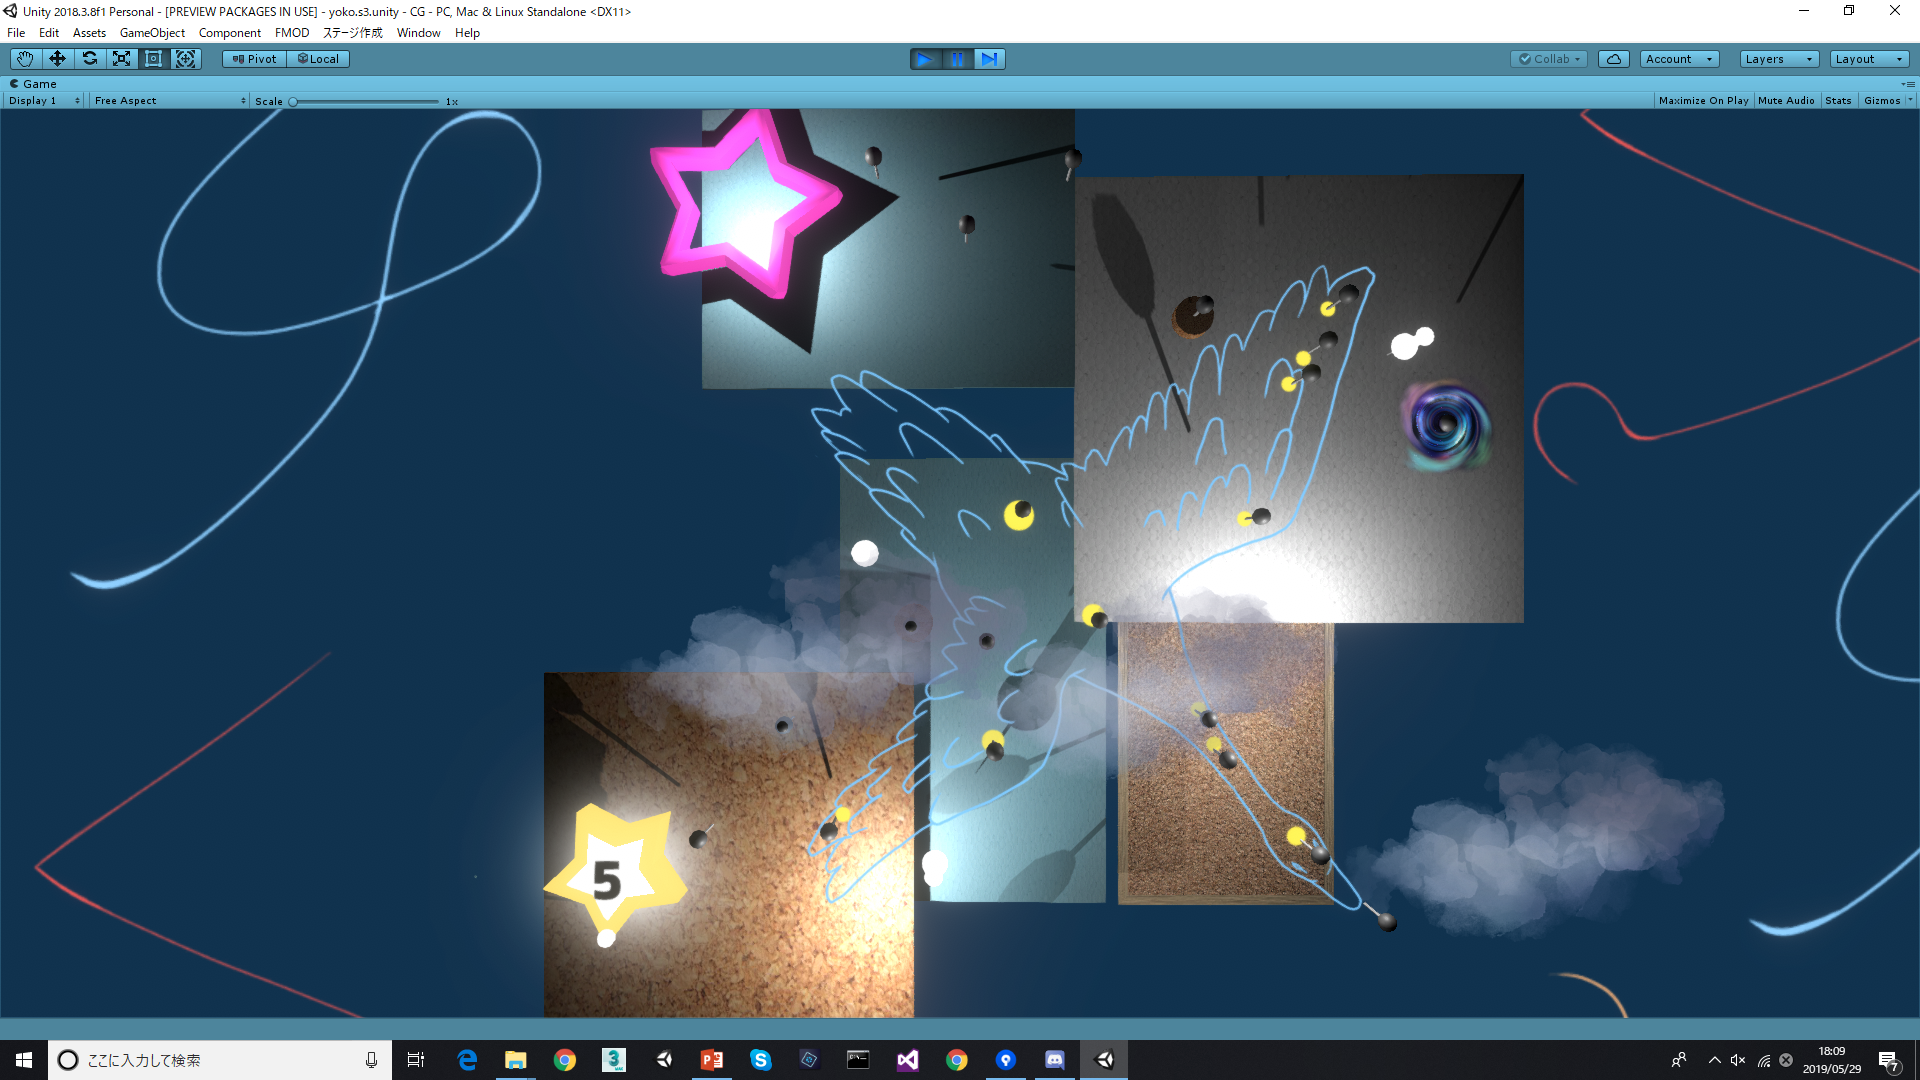 Unity 2018.3.8f1 Personal - [PREVIEW PACKAGES IN USE] - yoko.s3.unity - CG - PC, Mac & Linux Standalone <DX11>
File Edit Assets GameObject Component FMOD ステージ作成 Window Help
Pivot Local Collab Account Layers Layout
Game
Display 1 Free Aspect Scale 1x Maximize On Play Mute Audio Stats Gizmos
5
ここに入力して検索
18:09
2019/05/29
7